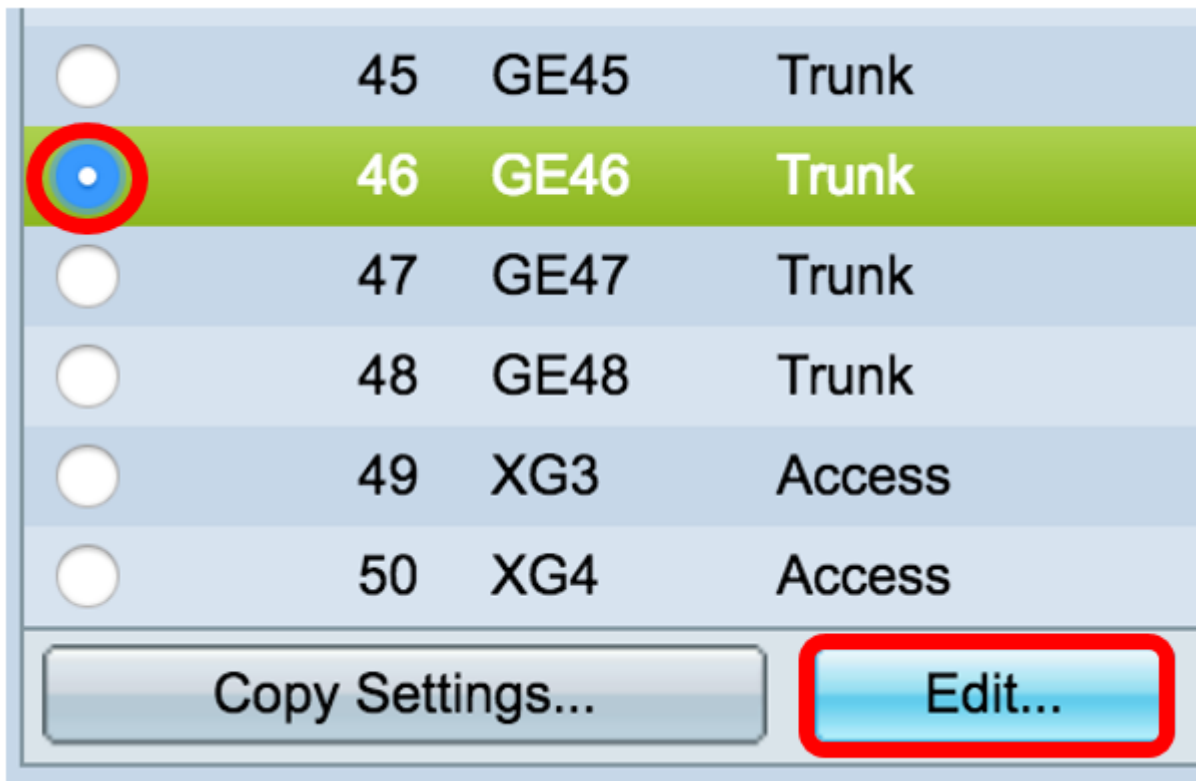 45 GE45 Trunk
46 GE46 Trunk
47 GE47 Trunk
48 GE48 Trunk
49 XG3 Access
50 XG4 Access
Copy Settings... Edit...